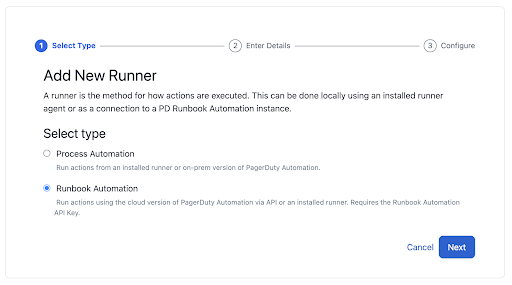 1 Select Type 2 Enter Details 3 Configure
Add New Runner
A runner is the method for how actions are executed. This can be done locally using an installed runner
agent or as a connection to a PD Runbook Automation instance.
Select type
Process Automation
Run actions from an installed runner or on-prem version of PagerDuty Automation.
Runbook Automation
Run actions using the cloud version of PagerDuty Automation via API or an installed runner. Requires the Runbook Automation
API Key.
Cancel Next